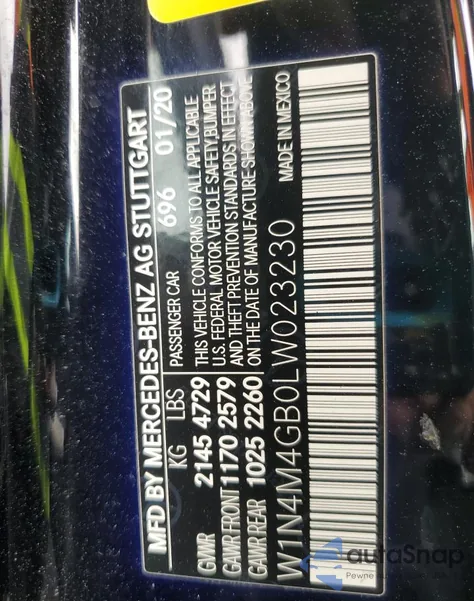 MFD BY MERCEDES-BENZ AG STUTTGART
KG LBS PASSENGER CAR 696 01/20
GVWR 2145 4729 THIS VEHICLE CONFORMS TO ALL APPLICABLE
GAWR FRONT 1170 2579 U.S. FEDERAL MOTOR VEHICLE SAFETY, BUMPER
GAWR REAR 1025 2260 AND THEFT PREVENTION STANDARDS IN EFFECT
ON THE DATE OF MANUFACTURE SHOWN ABOVE
W1N4M4GB0LW023230 MADE IN MEXICO
autoSnap
Pewne